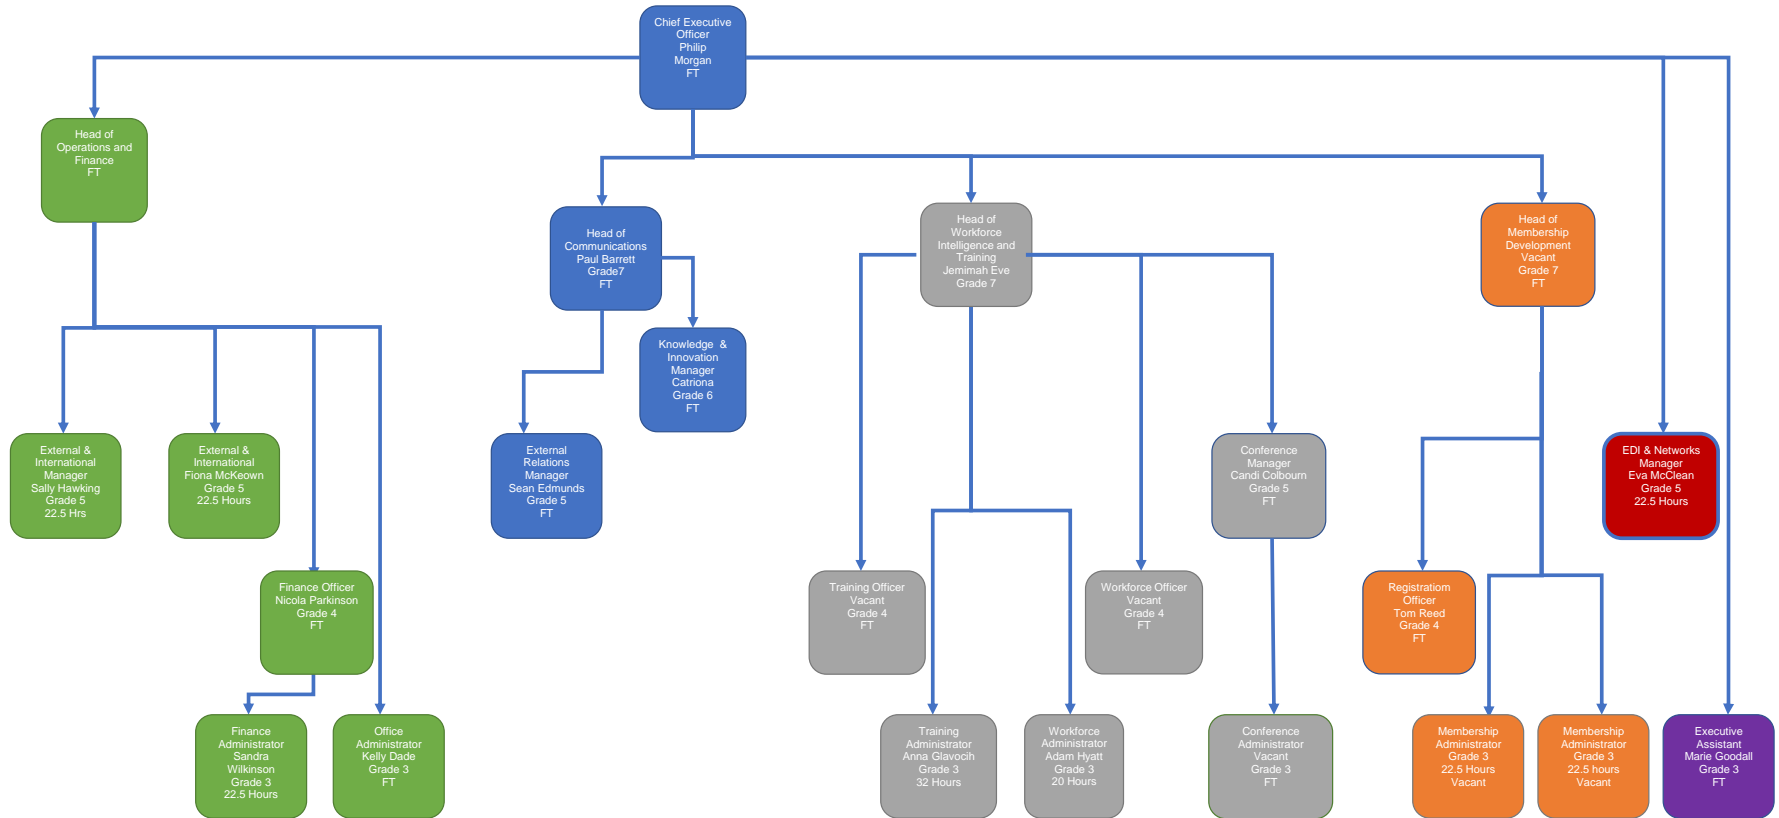 Chief Executive
Officer
Philip
Morgan
FT
Head of
Operations and
Finance
FT
Head of
Communications
Paul Barrett
Grade7
FT
Head of
Workforce
Intelligence and
Training
Jemimah Eve
Grade 7
Head of
Membership
Development
Vacant
Grade 7
FT
Knowledge &
Innovation
Manager
Catriona
Grade 6
FT
External &
International
Manager
Sally Hawking
Grade 5
22.5 Hrs
External &
International
Fiona McKeown
Grade 5
22.5 Hours
External
Relations
Manager
Sean Edmunds
Grade 5
FT
Conference
Manager
Candi Colbourn
Grade 5
FT
EDI & Networks
Manager
Eva McClean
Grade 5
22.5 Hours
Finance Officer
Nicola Parkinson
Grade 4
FT
Training Officer
Vacant
Grade 4
FT
Workforce Officer
Vacant
Grade 4
FT
Registratiorn
Officer
Tom Reed
Grade 4
FT
Finance
Administrator
Sandra
Wilkinson
Grade 3
22.5 Hours
Office
Administrator
Kelly Dade
Grade 3
FT
Training
Administrator
Anna Glavocih
Grade 3
32 Hours
Workforce
Administrator
Adam Hyatt
Grade 3
20 Hours
Conference
Administrator
Vacant
Grade 3
FT
Membership
Administrator
Grade 3
22.5 Hours
Vacant
Membership
Administrator
Grade 3
22.5 hours
Vacant
Executive
Assistant
Marie Goodall
Grade 3
FT